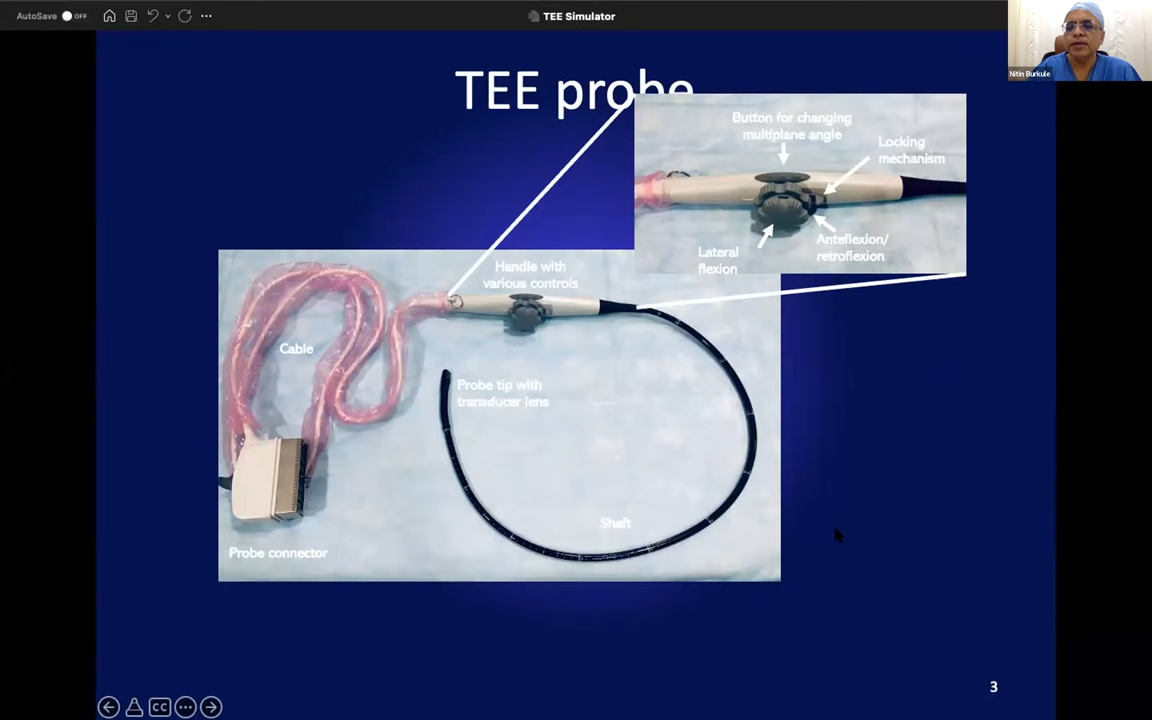 AutoSave OFF
TEE Simulator
Nitin Burkule
TEE probe
Button for changing
multiplane angle
Locking
mechanism
Lateral
flexion
Anteflexion/
retroflexion
Handle with
various controls
Cable
Probe tip with
transducer lens
Shaft
Probe connector
3
CC